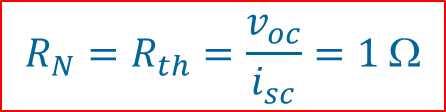 R_N = R_th = v_oc / i_sc = 1 Ω